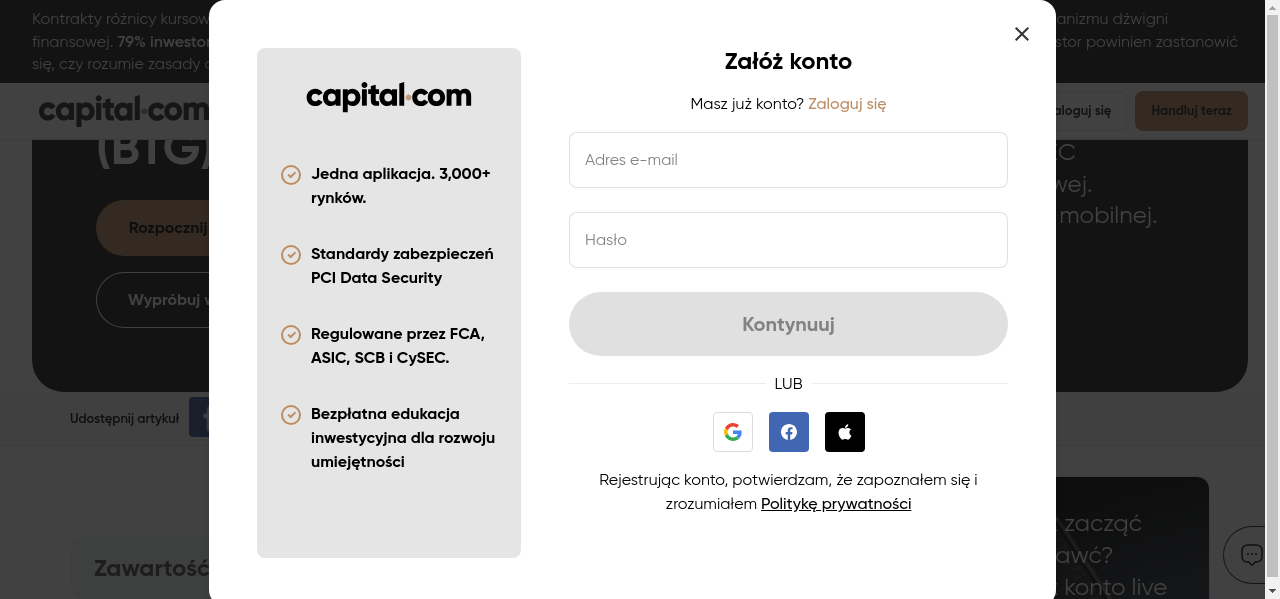 Kontrakty różnicy kursow
anizmu dźwigni
finansowej. 79% inwestor
stor powinien zastanowić
się, czy rozumie zasady
capital.com
Zaloguj się
Handluj teraz
(BTG)
wej.
mobilnej.
Rozpocznij
Wypróbuj w
Udostępnij artykuł
Zawartość
zacząć
awć?
konto live
capital.com
Jedna aplikacja. 3,000+
rynków.
Standardy zabezpieczeń
PCI Data Security
Regulowane przez FCA,
ASIC, SCB i CySEC.
Bezpłatna edukacja
inwestycyjna dla rozwoju
umiejętności
Załóż konto
Masz już konto? Zaloguj się
Adres e-mail
Hasło
Kontynuuj
LUB
Rejestrując konto, potwierdzam, że zapoznałem się i
zrozumiałem Politykę prywatności